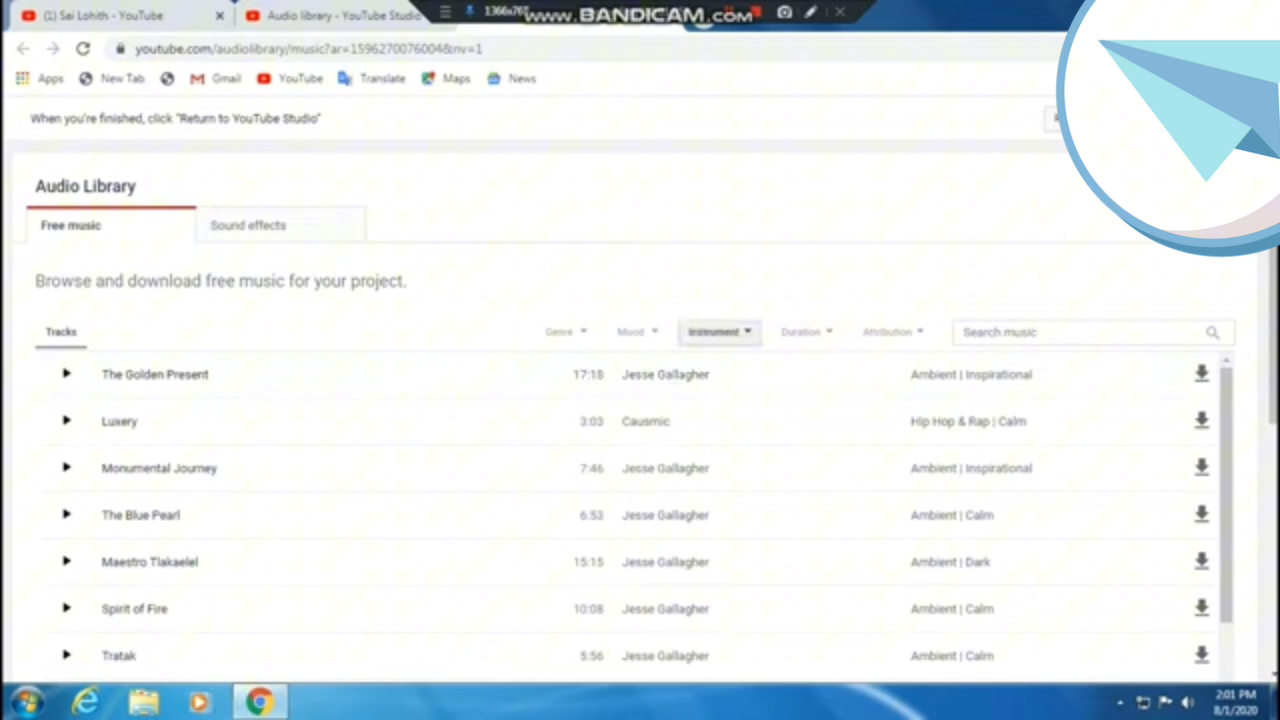 (1) Sai Lohith - YouTube
Audio library - YouTube Studio
1366x768
www.BANDICAM.com
youtube.com/audiolibrary/music?ar=1596270076004&nv=1
Apps New Tab Gmail YouTube Translate Maps News
When you're finished, click "Return to YouTube Studio"
Audio Library
Free music Sound effects
Browse and download free music for your project.
Tracks Genre Mood Instrument Duration Attribution Search music
The Golden Present 17:18 Jesse Gallagher Ambient | Inspirational
Luxery 3:03 Causmic Hip Hop & Rap | Calm
Monumental Journey 7:46 Jesse Gallagher Ambient | Inspirational
The Blue Pearl 6:53 Jesse Gallagher Ambient | Calm
Maestro Tlakaelel 15:15 Jesse Gallagher Ambient | Dark
Spirit of Fire 10:08 Jesse Gallagher Ambient | Calm
Tratak 5:56 Jesse Gallagher Ambient | Calm
2:01 PM
8/1/2020